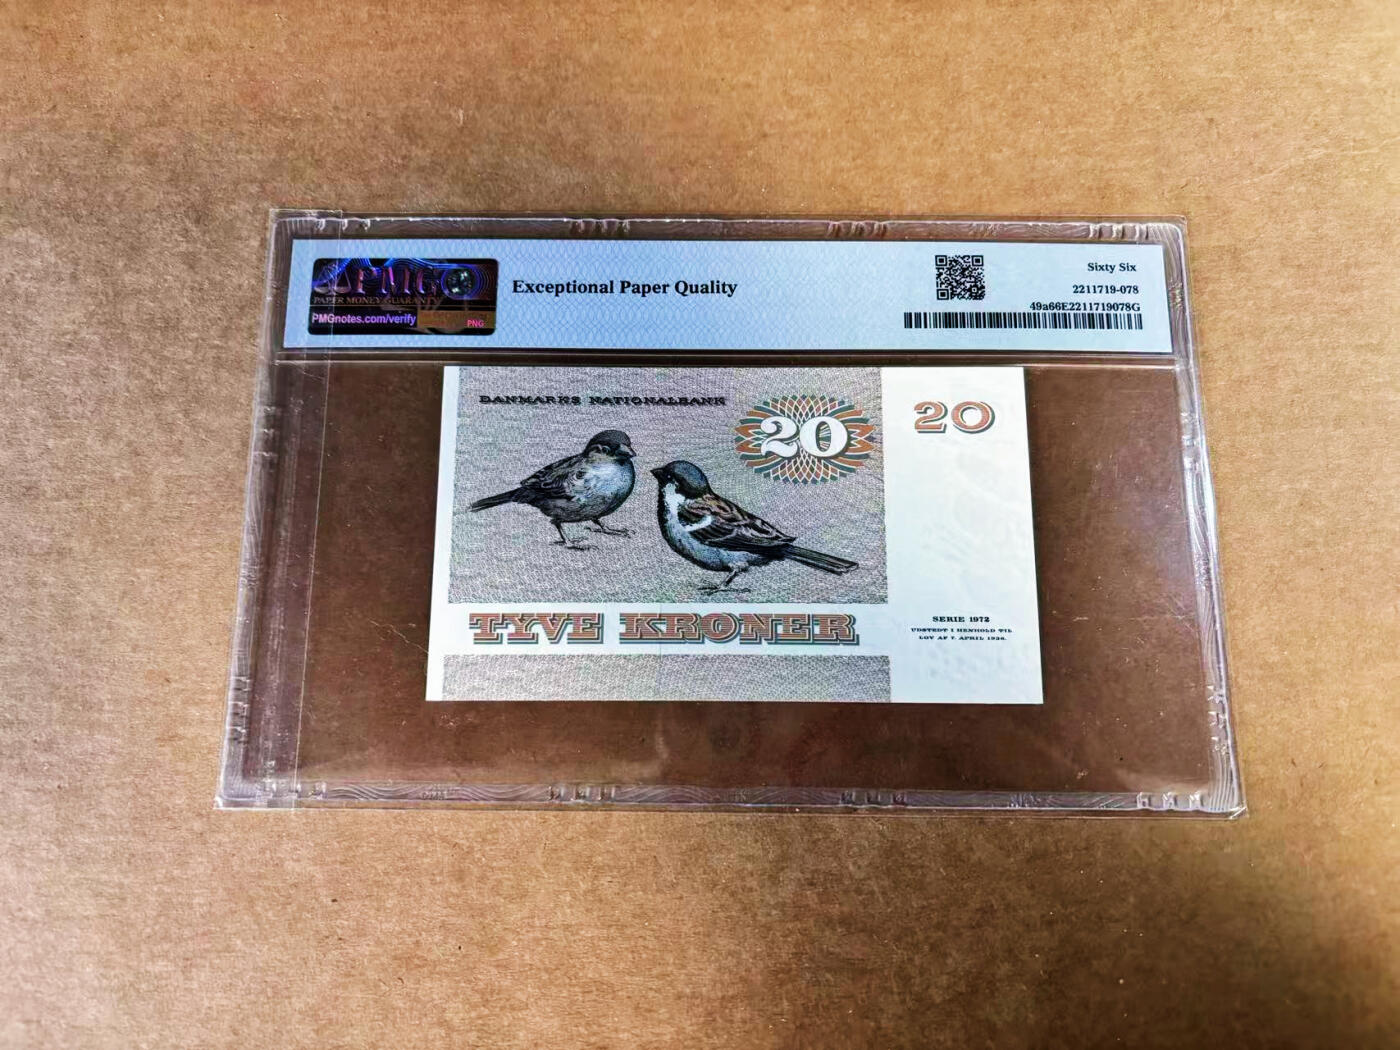 PMG
PAPER MONEY GUARANTY
PMGnotes.com/verify
PNG
Exceptional Paper Quality
Sixty Six
2211719-078
49a66E2211719078G
DANMARKS NATIONALBANK
20
20
TYVE KRONER
SERIE 1972
UDSTEDT I HENHOLD TIL
LOV AF 7. APRIL 1936.